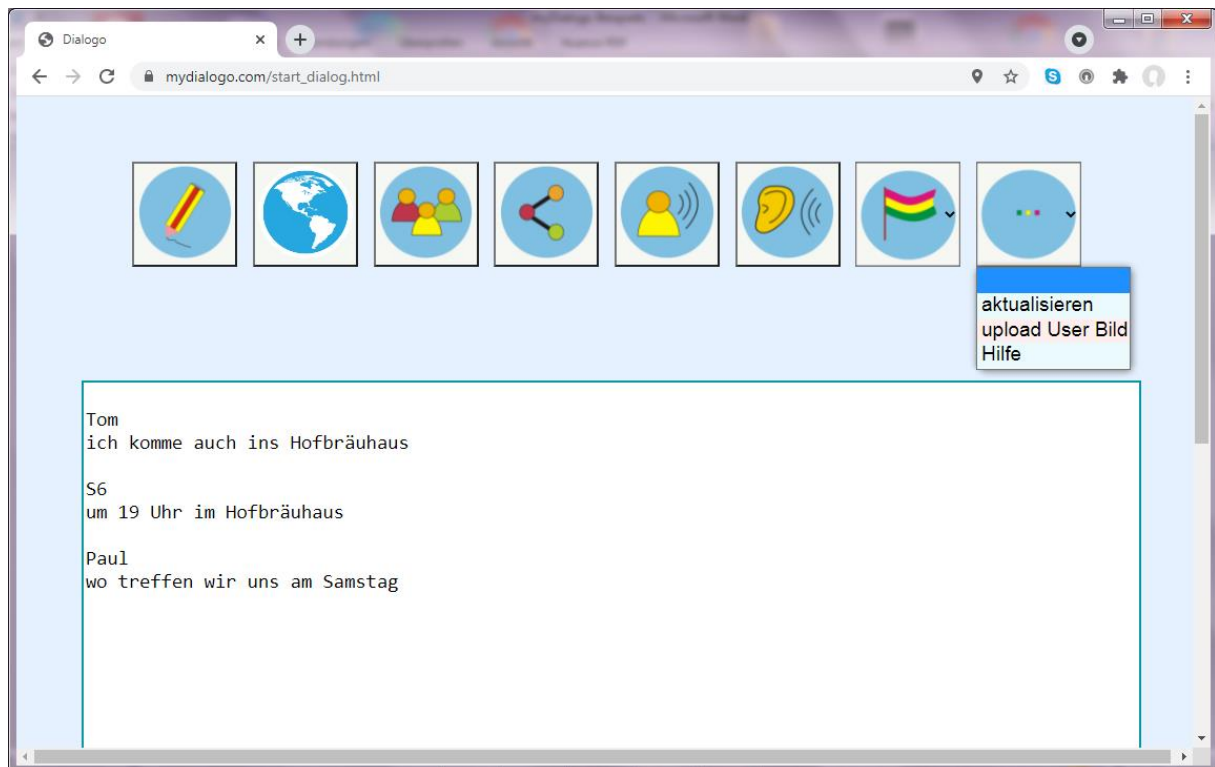 Dialogo
mydialogo.com/start_dialog.html
aktualisieren
upload User Bild
Hilfe
Tom
ich komme auch ins Hofbräuhaus
S6
um 19 Uhr im Hofbräuhaus
Paul
wo treffen wir uns am Samstag